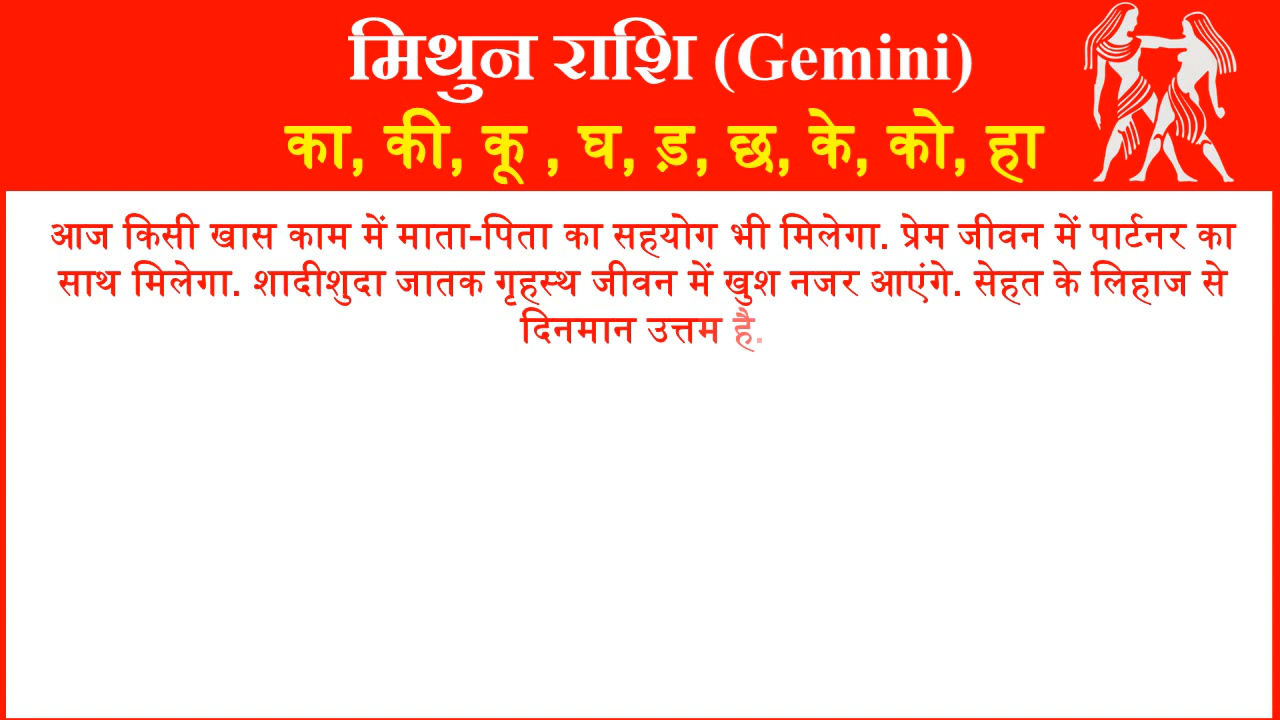 मिथुन राशि (Gemini)
का, की, कू , घ, ड़, छ, के, को, हा
आज किसी खास काम में माता-पिता का सहयोग भी मिलेगा. प्रेम जीवन में पार्टनर का
साथ मिलेगा. शादीशुदा जातक गृहस्थ जीवन में खुश नजर आएंगे. सेहत के लिहाज से
दिनमान उत्तम है.